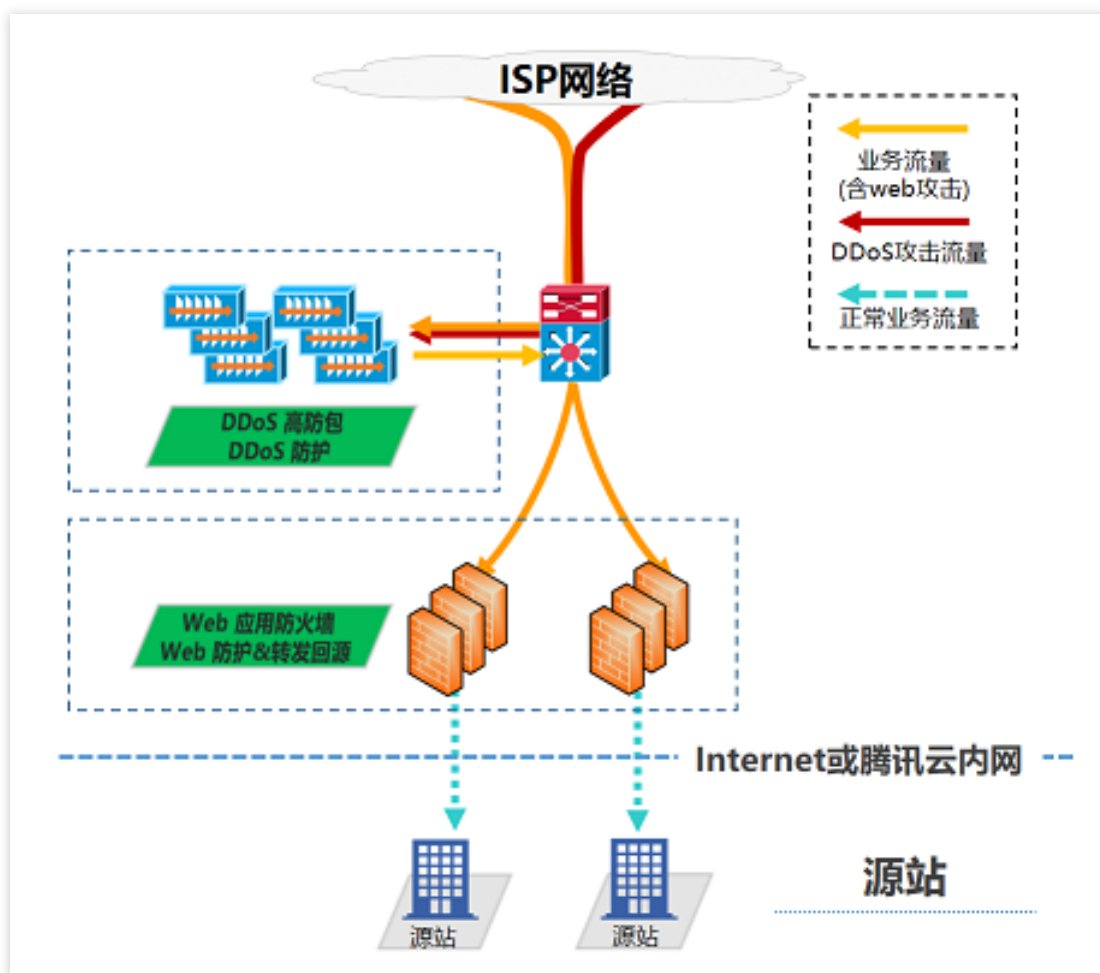 ISP网络
业务流量
(含web攻击)
DDoS攻击流量
正常业务流量
DDoS 高防包
DDoS 防护
Web 应用防火墙
Web 防护&转发回源
Internet或腾讯云内网
源站
源站
源站